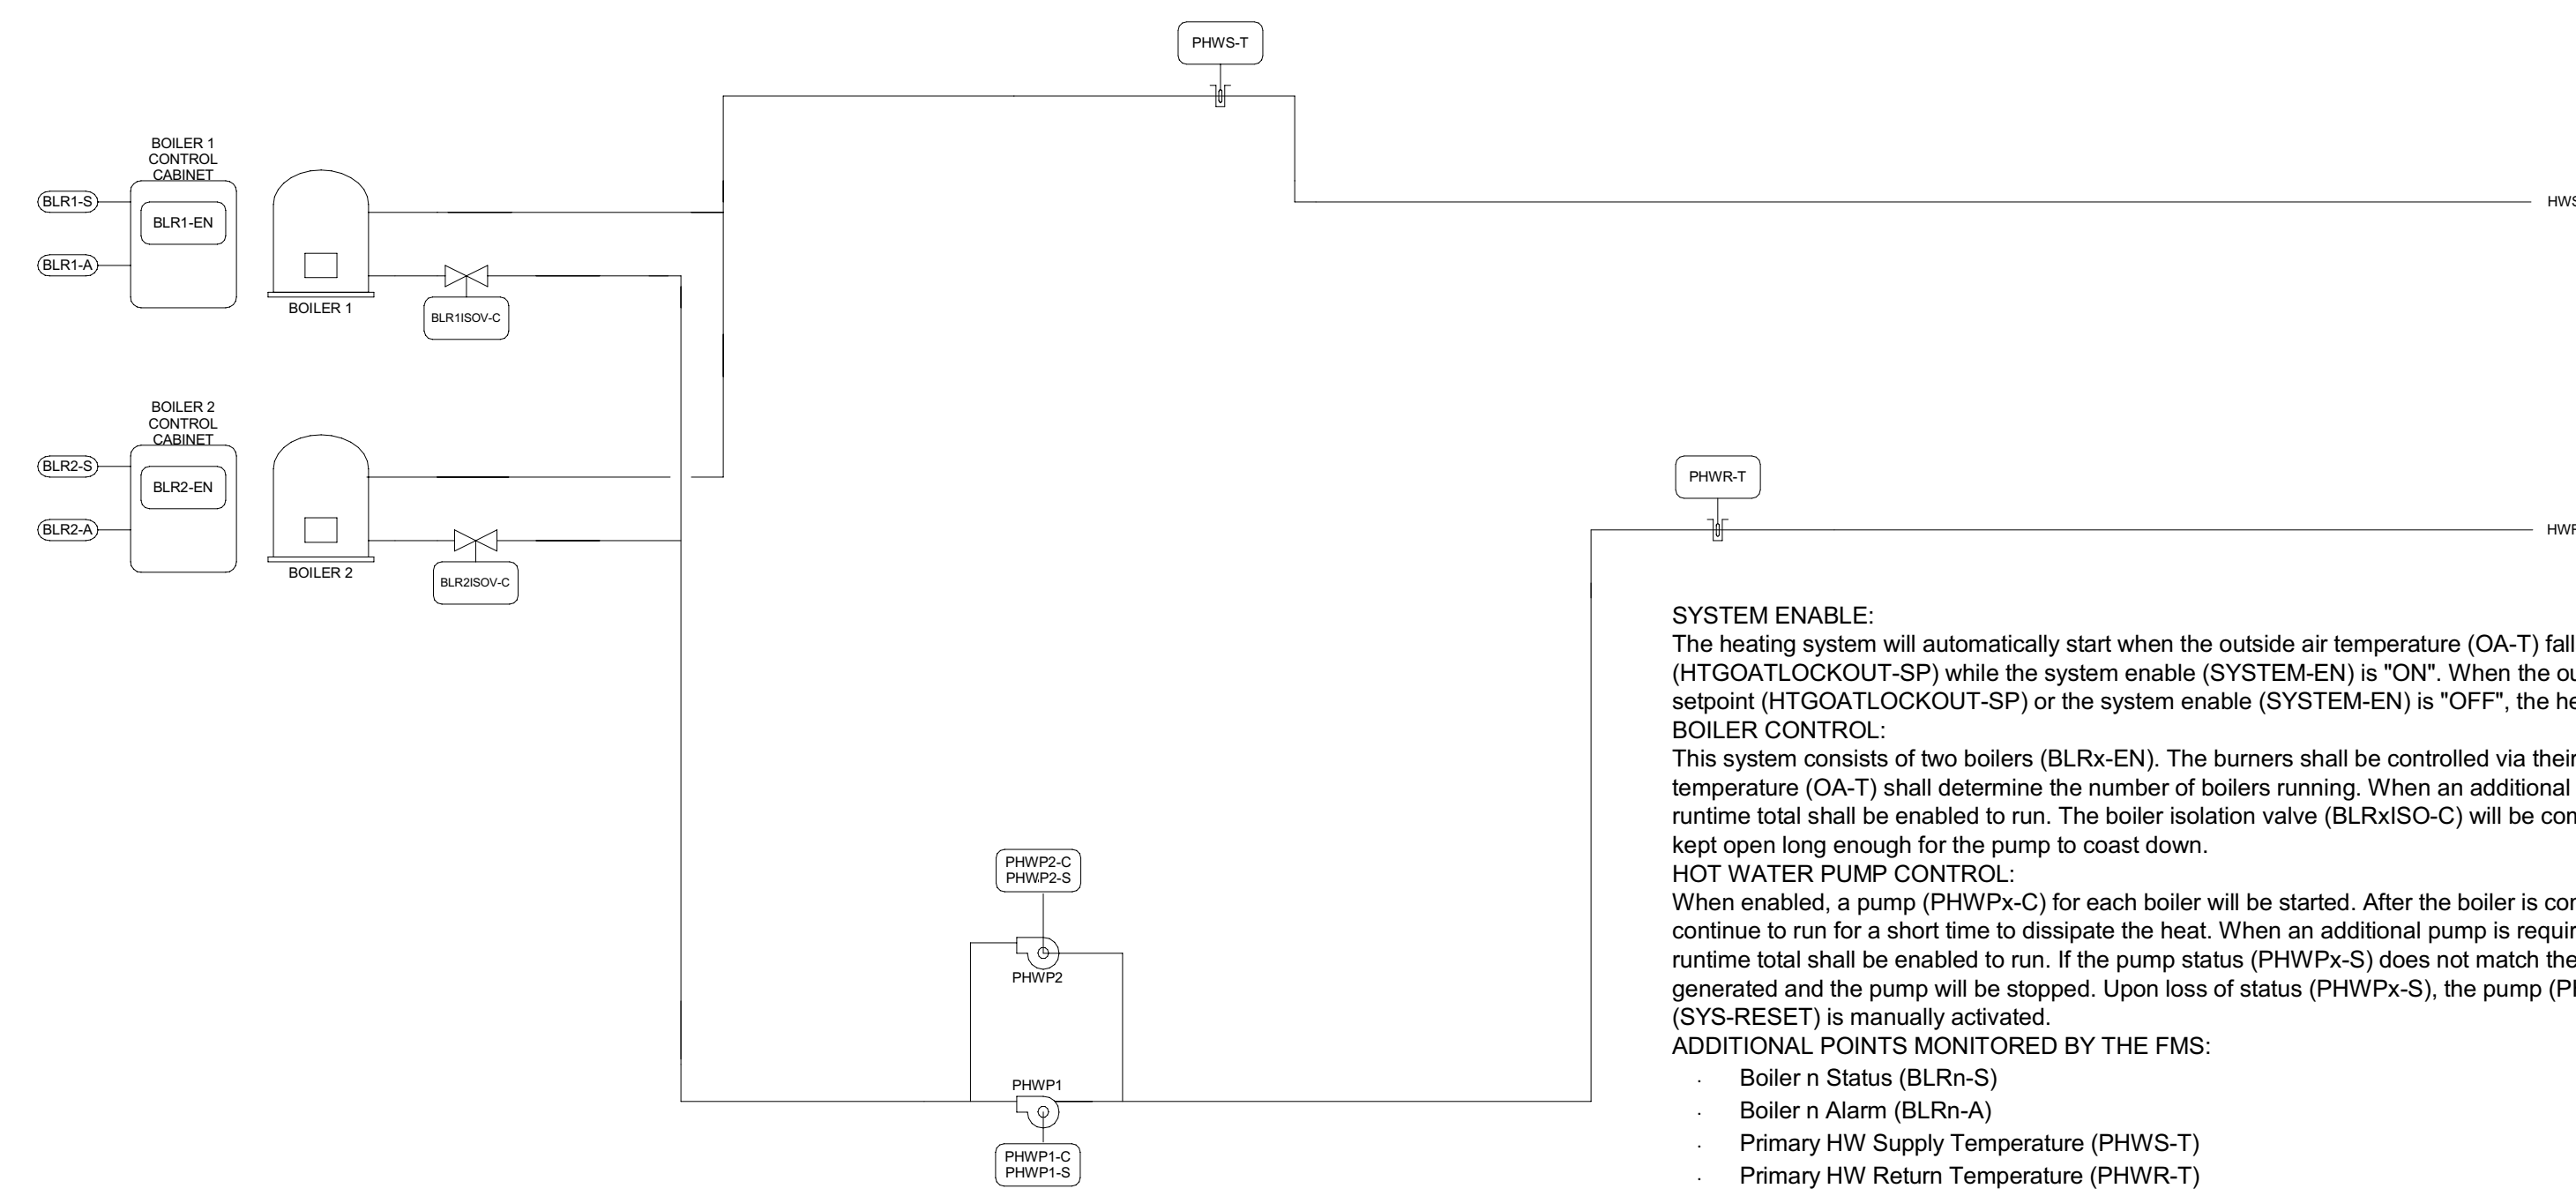 PHWS-T
BOILER 1
CONTROL
CABINET
BLR1-S
BLR1-EN
BLR1-A
BOILER 1
BLR1ISOV-C
HWS
BOILER 2
CONTROL
CABINET
BLR2-S
BLR2-EN
BLR2-A
BOILER 2
BLR2ISOV-C
PHWR-T
HWR
PHWP2-C
PHWP2-S
PHWP2
PHWP1
PHWP1-C
PHWP1-S
SYSTEM ENABLE:
The heating system will automatically start when the outside air temperature (OA-T) fall
(HTGOATLOCKOUT-SP) while the system enable (SYSTEM-EN) is "ON". When the ou
setpoint (HTGOATLOCKOUT-SP) or the system enable (SYSTEM-EN) is "OFF", the he
BOILER CONTROL:
This system consists of two boilers (BLRx-EN). The burners shall be controlled via their
temperature (OA-T) shall determine the number of boilers running. When an additional
runtime total shall be enabled to run. The boiler isolation valve (BLRxISO-C) will be con
kept open long enough for the pump to coast down.
HOT WATER PUMP CONTROL:
When enabled, a pump (PHWPx-C) for each boiler will be started. After the boiler is con
continue to run for a short time to dissipate the heat. When an additional pump is requir
runtime total shall be enabled to run. If the pump status (PHWPx-S) does not match the
generated and the pump will be stopped. Upon loss of status (PHWPx-S), the pump (PH
(SYS-RESET) is manually activated.
ADDITIONAL POINTS MONITORED BY THE FMS:
· Boiler n Status (BLRn-S)
· Boiler n Alarm (BLRn-A)
· Primary HW Supply Temperature (PHWS-T)
· Primary HW Return Temperature (PHWR-T)